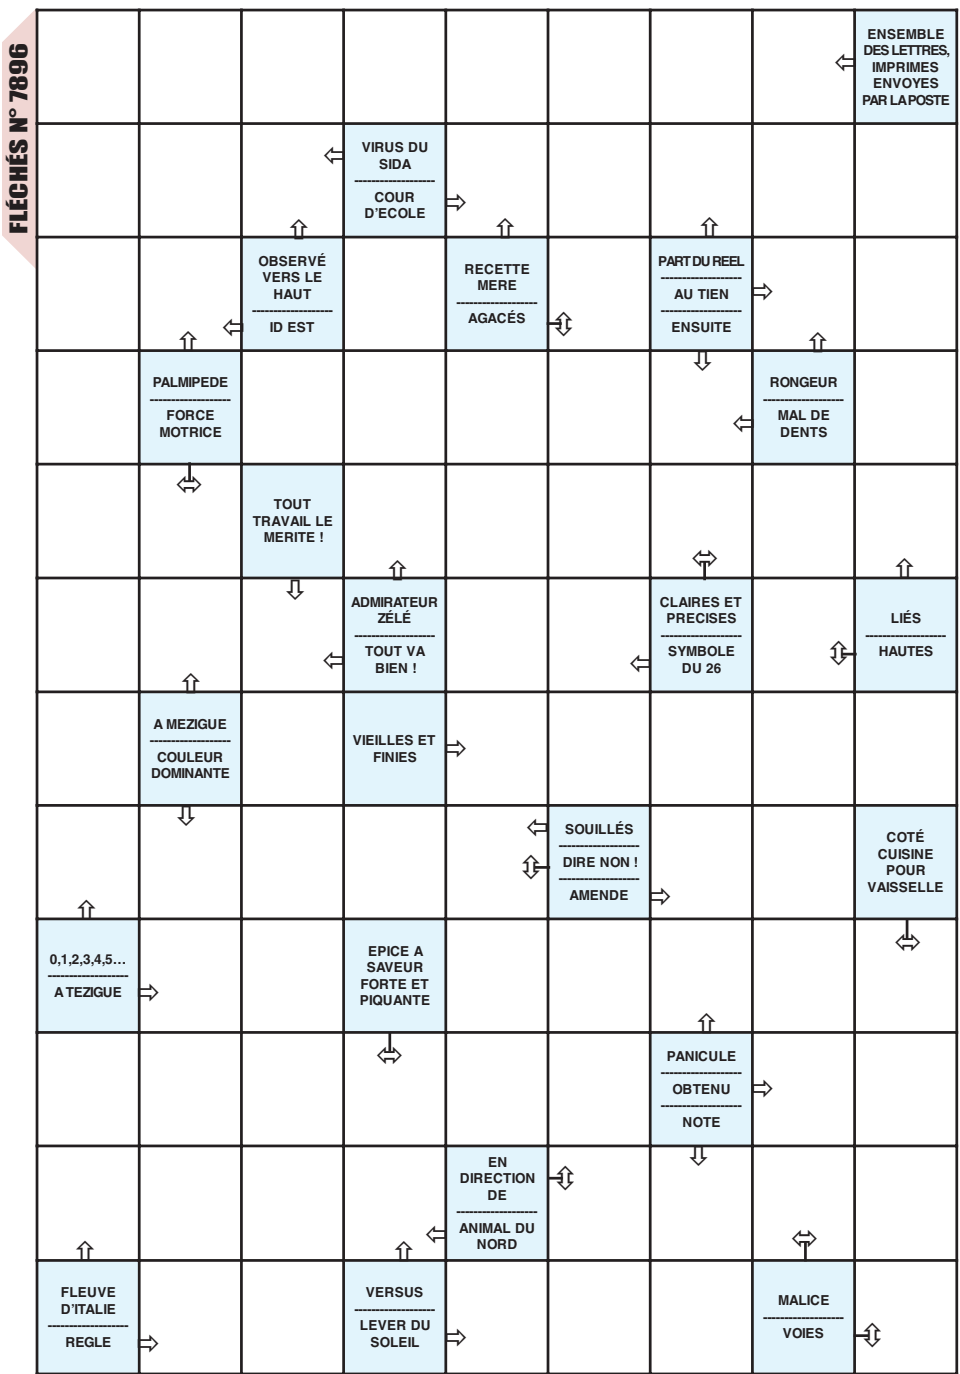 FLÉCHÉS N° 7896
ENSEMBLE
DES LETTRES,
IMPRIMES
ENVOYES
PAR LA POSTE
VIRUS DU
SIDA
COUR
D'ECOLE
OBSERVÉ
VERS LE
HAUT
ID EST
RECETTE
MERE
AGACÉS
PART DU REEL
AU TIEN
ENSUITE
PALMIPEDE
FORCE
MOTRICE
RONGEUR
MAL DE
DENTS
TOUT
TRAVAIL LE
MERITE !
ADMIRATEUR
ZÉLÉ
TOUT VA
BIEN !
CLAIRES ET
PRECISES
SYMBOLE
DU 26
LIÉS
HAUTES
A MEZIGUE
COULEUR
DOMINANTE
VIEILLES ET
FINIES
SOUILLÉS
DIRE NON !
AMENDE
COTÉ
CUISINE
POUR
VAISSELLE
0,1,2,3,4,5...
A TEZIGUE
EPICE A
SAVEUR
FORTE ET
PIQUANTE
PANICULE
OBTENU
NOTE
EN
DIRECTION
DE
ANIMAL DU
NORD
FLEUVE
D'ITALIE
REGLE
VERSUS
LEVER DU
SOLEIL
MALICE
VOIES